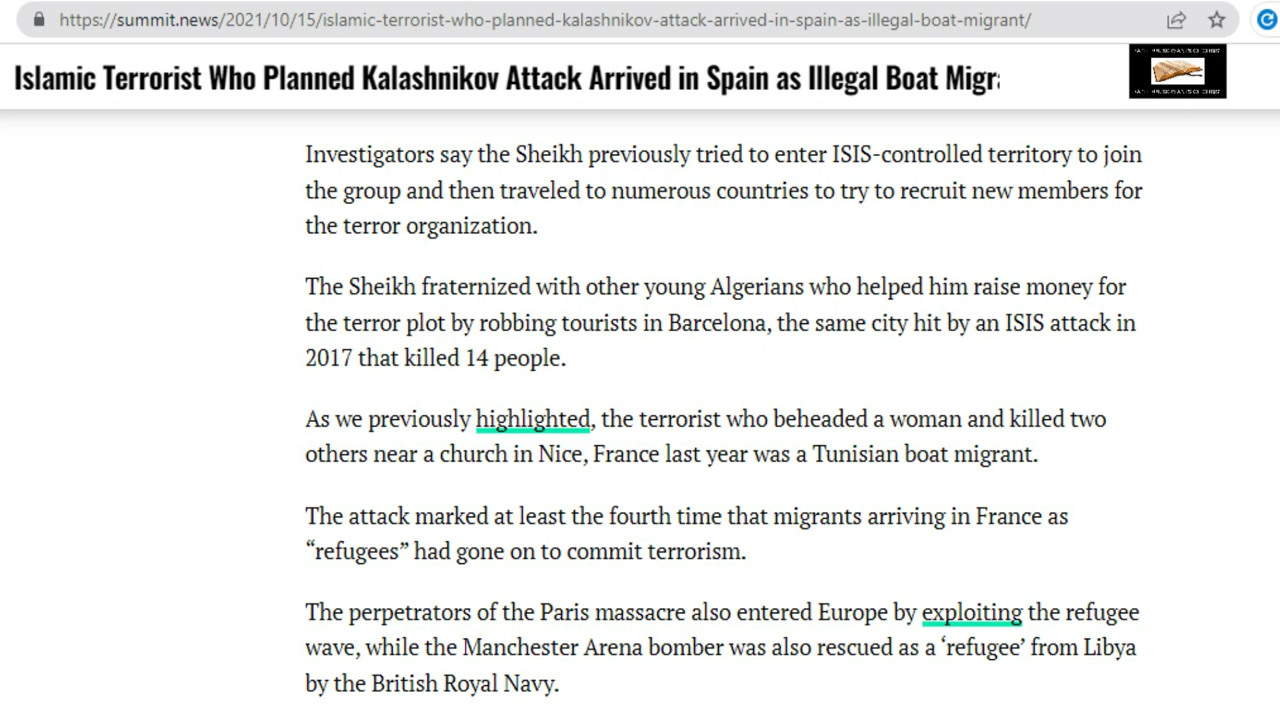 https://summit.news/2021/10/15/islamic-terrorist-who-planned-kalashnikov-attack-arrived-in-spain-as-illegal-boat-migrant/
Islamic Terrorist Who Planned Kalashnikov Attack Arrived in Spain as Illegal Boat Migr
Investigators say the Sheikh previously tried to enter ISIS-controlled territory to join
the group and then traveled to numerous countries to try to recruit new members for
the terror organization.
The Sheikh fraternized with other young Algerians who helped him raise money for
the terror plot by robbing tourists in Barcelona, the same city hit by an ISIS attack in
2017 that killed 14 people.
As we previously highlighted, the terrorist who beheaded a woman and killed two
others near a church in Nice, France last year was a Tunisian boat migrant.
The attack marked at least the fourth time that migrants arriving in France as
“refugees” had gone on to commit terrorism.
The perpetrators of the Paris massacre also entered Europe by exploiting the refugee
wave, while the Manchester Arena bomber was also rescued as a ‘refugee’ from Libya
by the British Royal Navy.